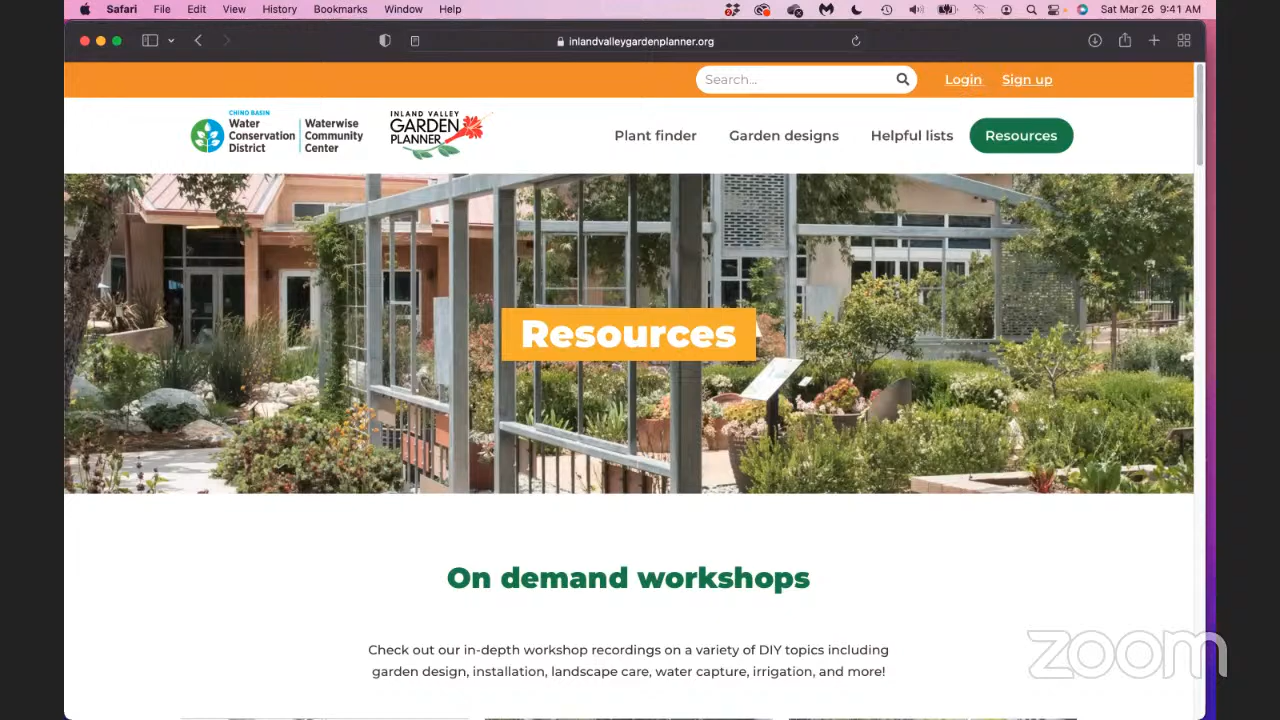 Safari File Edit View History Bookmarks Window Help Sat Mar 26 9:41 AM
inlandvalleygardenplanner.org
Search... Login Sign up
CHINO BASIN
Water
Conservation
District
Waterwise
Community
Center
INLAND VALLEY
GARDEN
PLANNER
Plant finder Garden designs Helpful lists Resources
Resources
On demand workshops
Check out our in-depth workshop recordings on a variety of DIY topics including
garden design, installation, landscape care, water capture, irrigation, and more!
zoom